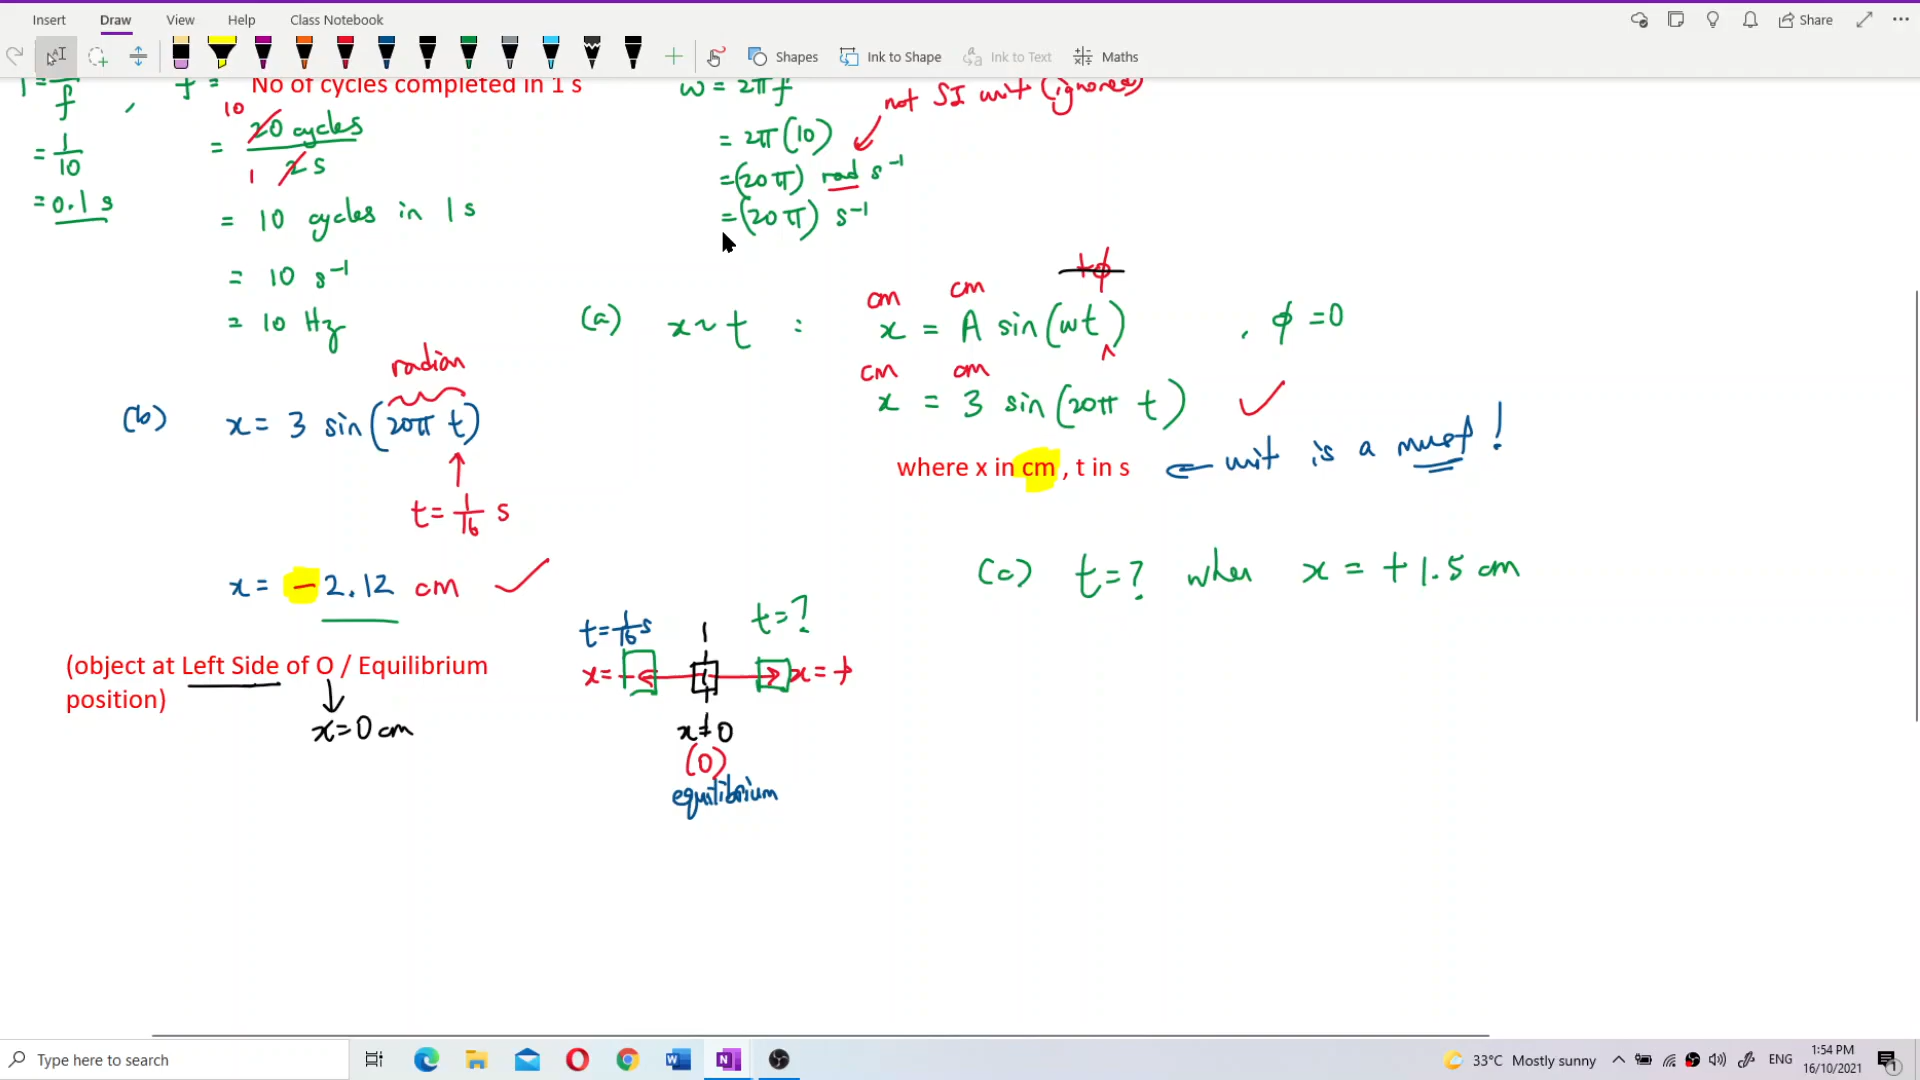 Insert Draw View Help Class Notebook Share
Shapes Ink to Shape Ink to Text Maths
T = 1/f , f = No of cycles completed in 1 s
= 1/10
= 0.1 s
10
= 20 cycles / 2 s
1
= 10 cycles in 1 s
= 10 s⁻¹
= 10 Hz
ω = 2πf
= 2π(10)
= (20π) rad s⁻¹
= (20π) s⁻¹
not SI unit (ignored)
(a) x ~ t : x = A sin(ωt) , φ = 0
cm cm +φ
cm cm
x = 3 sin(20π t)
where x in cm , t in s
unit is a must!
(b) x = 3 sin(20π t)
radian
t = 1/16 s
x = -2.12 cm
(object at Left Side of O / Equilibrium
position)
x = 0 cm
t = 1/16 s t = ?
x = - x = +
x = 0
(O)
equilibrium
(c) t = ? when x = +1.5 cm
Type here to search
33°C Mostly sunny ENG 1:54 PM
16/10/2021
1